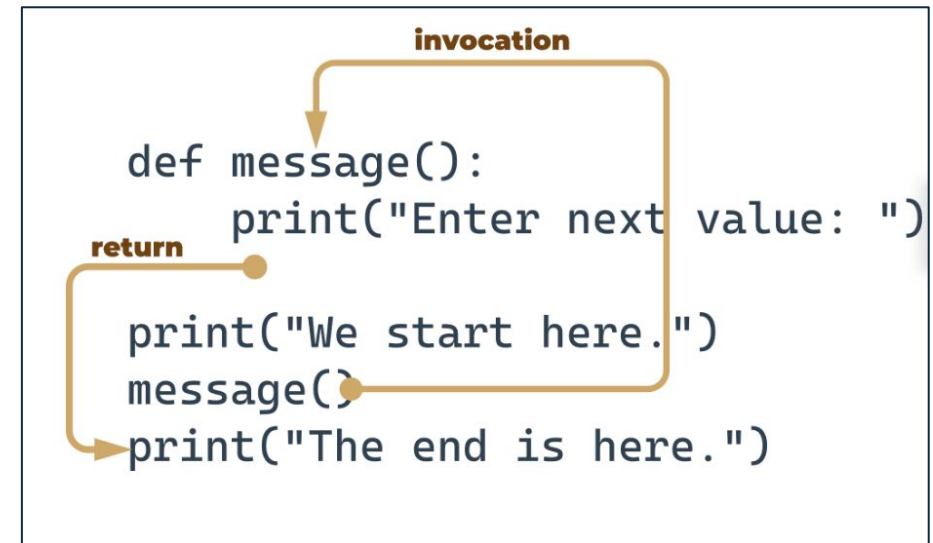 invocation
def message():
    print("Enter next value: ")
return
print("We start here.")
message()
print("The end is here.")